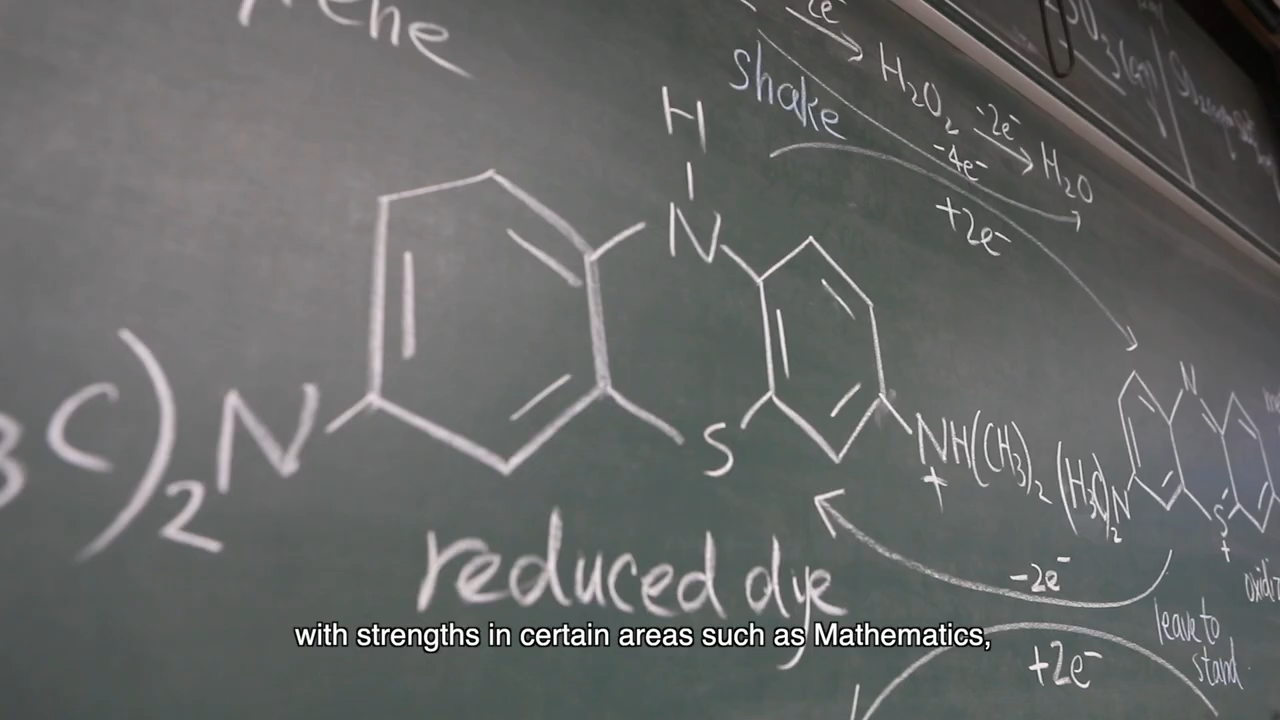 shake
H₂O₂
-2e⁻
H₂O
-4e⁻
+2e⁻
H
N
C)₂N
S
NH(CH₃)₂
+
(H₃C)₂N
N
S
+
reduced dye
-2e⁻
leave to
stand
+2e⁻
with strengths in certain areas such as Mathematics,